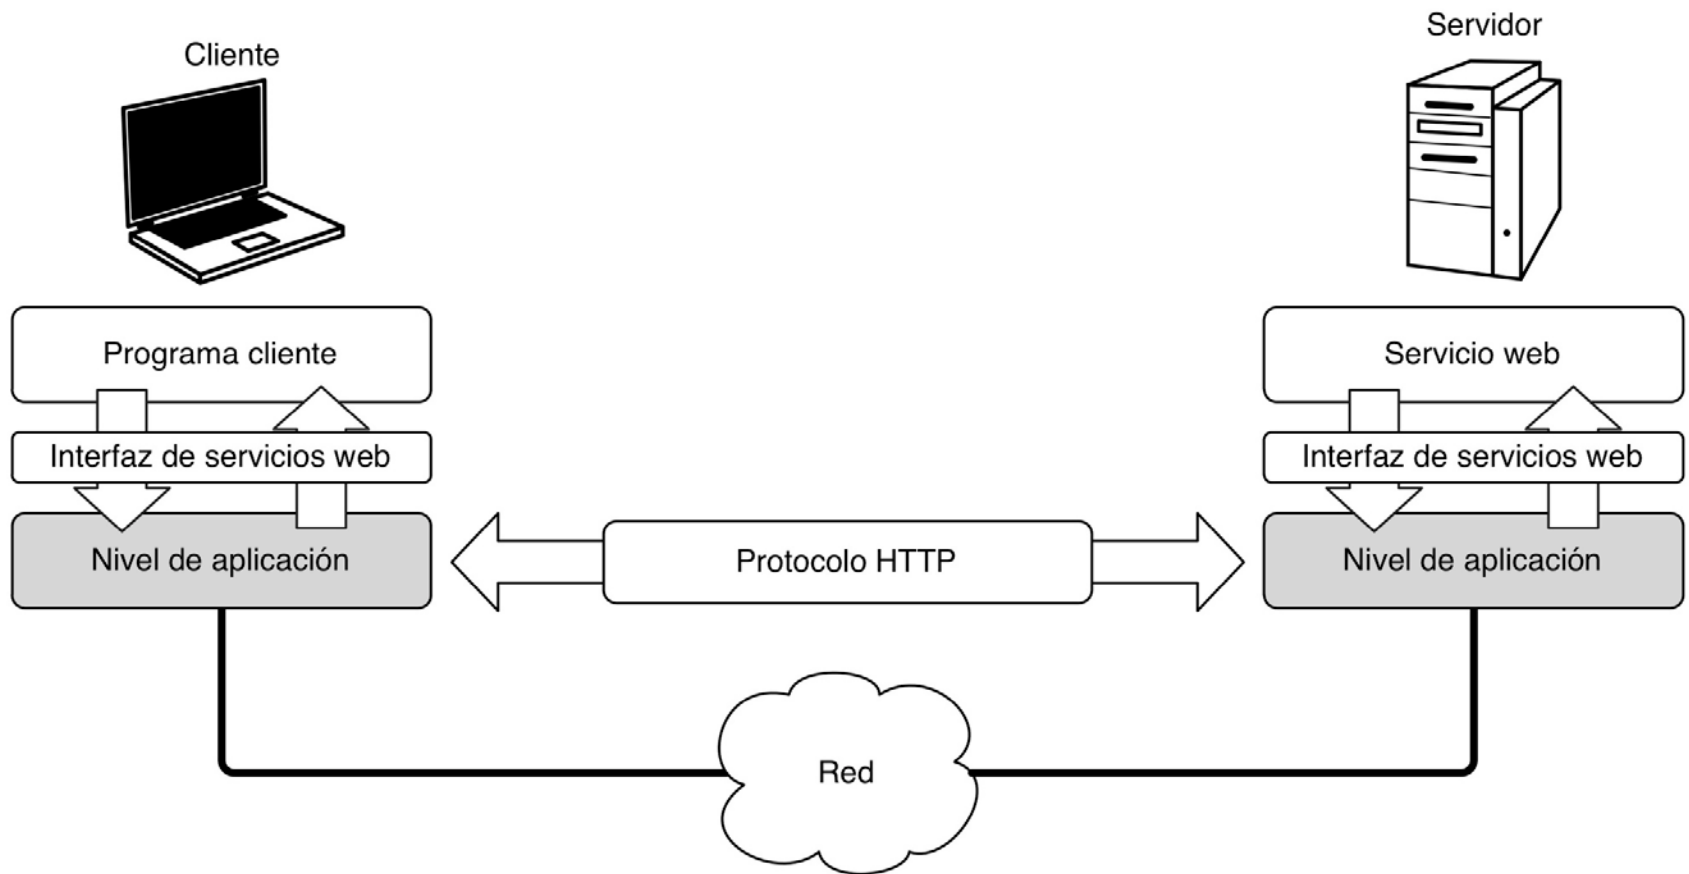 Cliente
Servidor
Programa cliente
Servicio web
Interfaz de servicios web
Interfaz de servicios web
Nivel de aplicación
Protocolo HTTP
Nivel de aplicación
Red